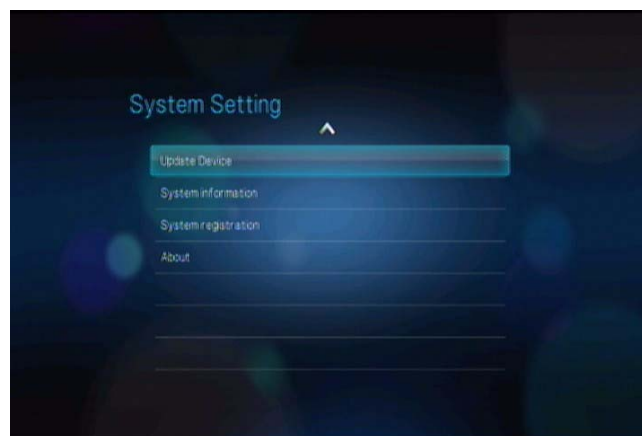 System Setting
Update Device
System information
System registration
About